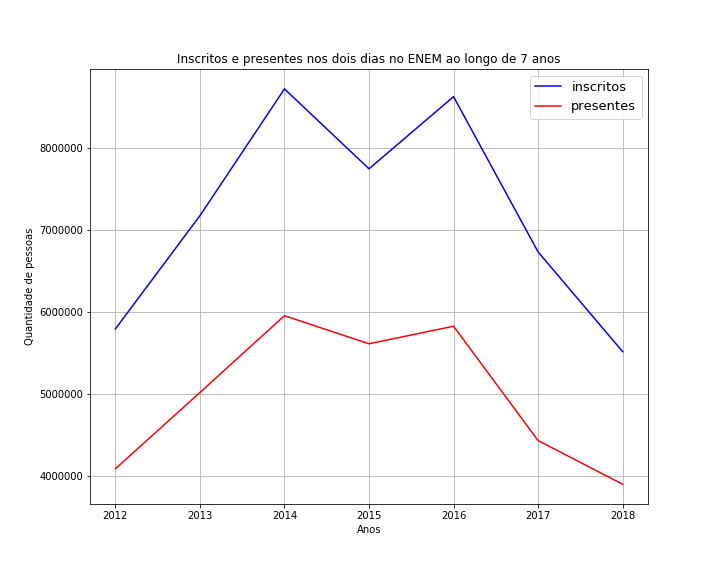 Inscritos e presentes nos dois dias no ENEM ao longo de 7 anos
inscritos
presentes
8000000
7000000
6000000
5000000
4000000
Quantidade de pessoas
2012 2013 2014 2015 2016 2017 2018
Anos